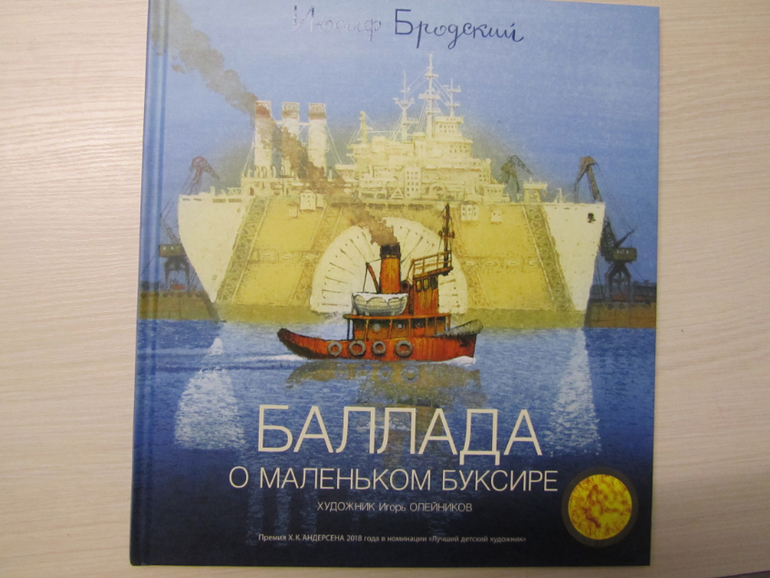 Иосиф Бродский
БАЛЛАДА
О МАЛЕНЬКОМ БУКСИРЕ
ХУДОЖНИК Игорь ОЛЕЙНИКОВ
Премия Х. К. АНДЕРСЕНА 2018 года в номинации «Лучший детский художник»